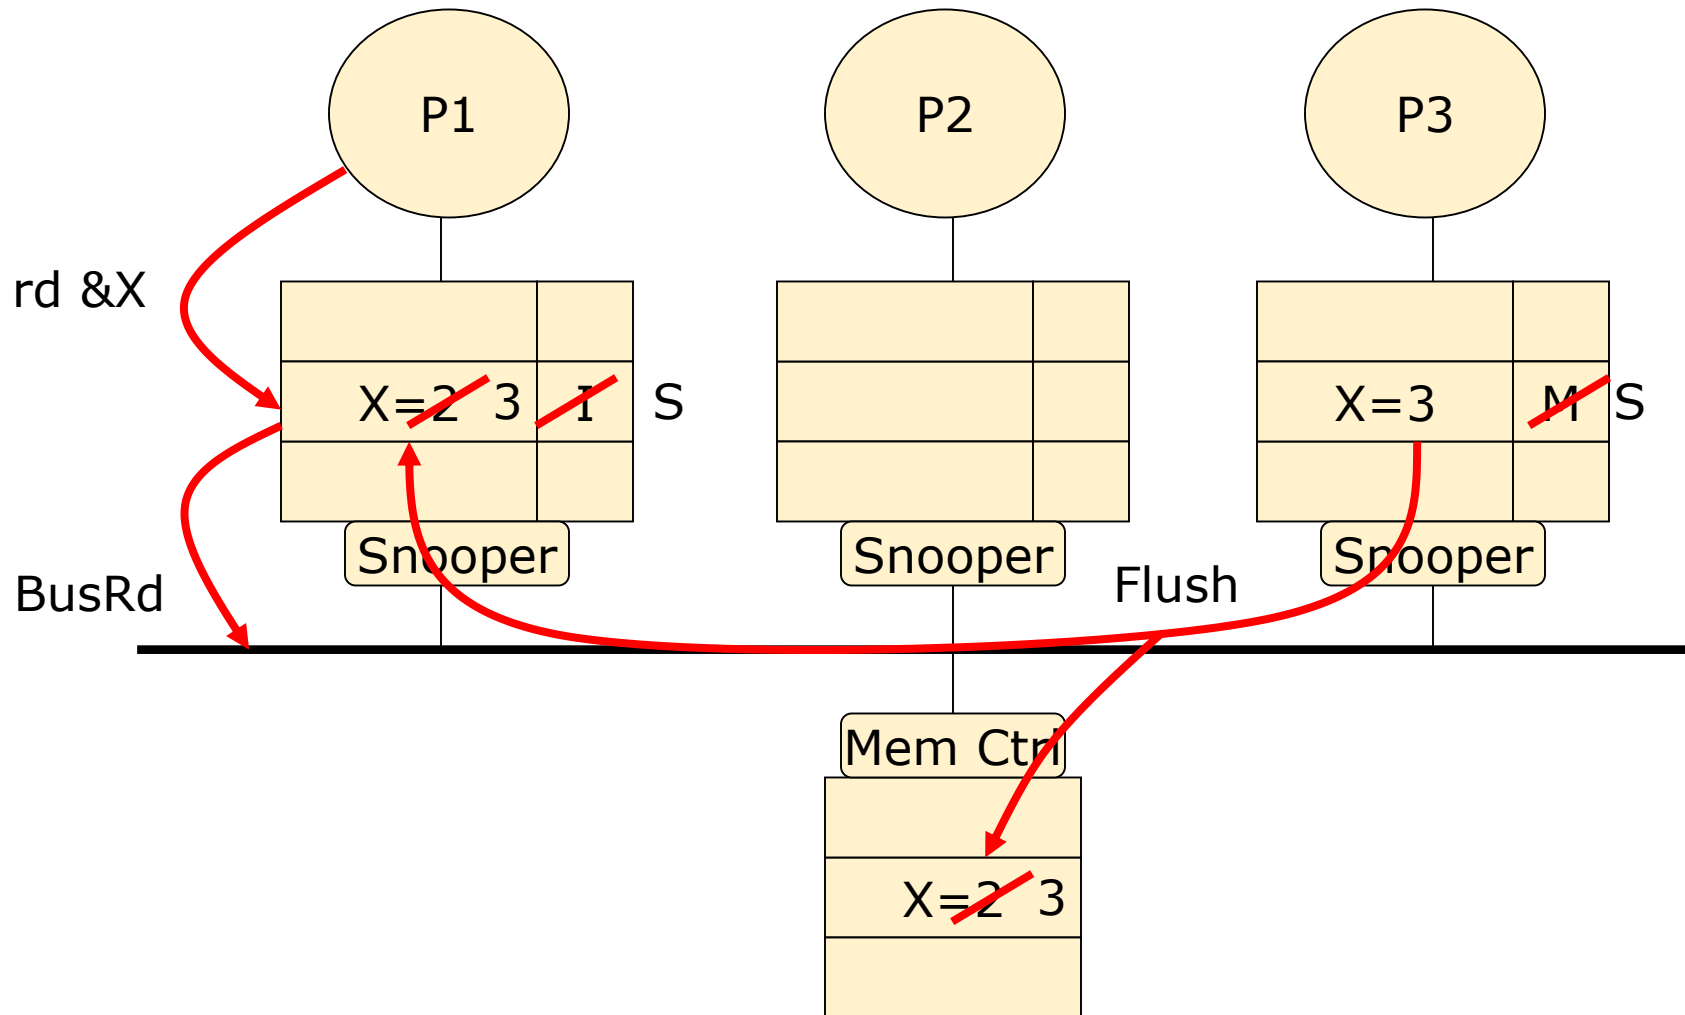 P1
P2
P3
rd &X
X=2 3 I S
X=3 M S
Snooper
Snooper
Snooper
BusRd
Flush
Mem Ctrl
X=2 3